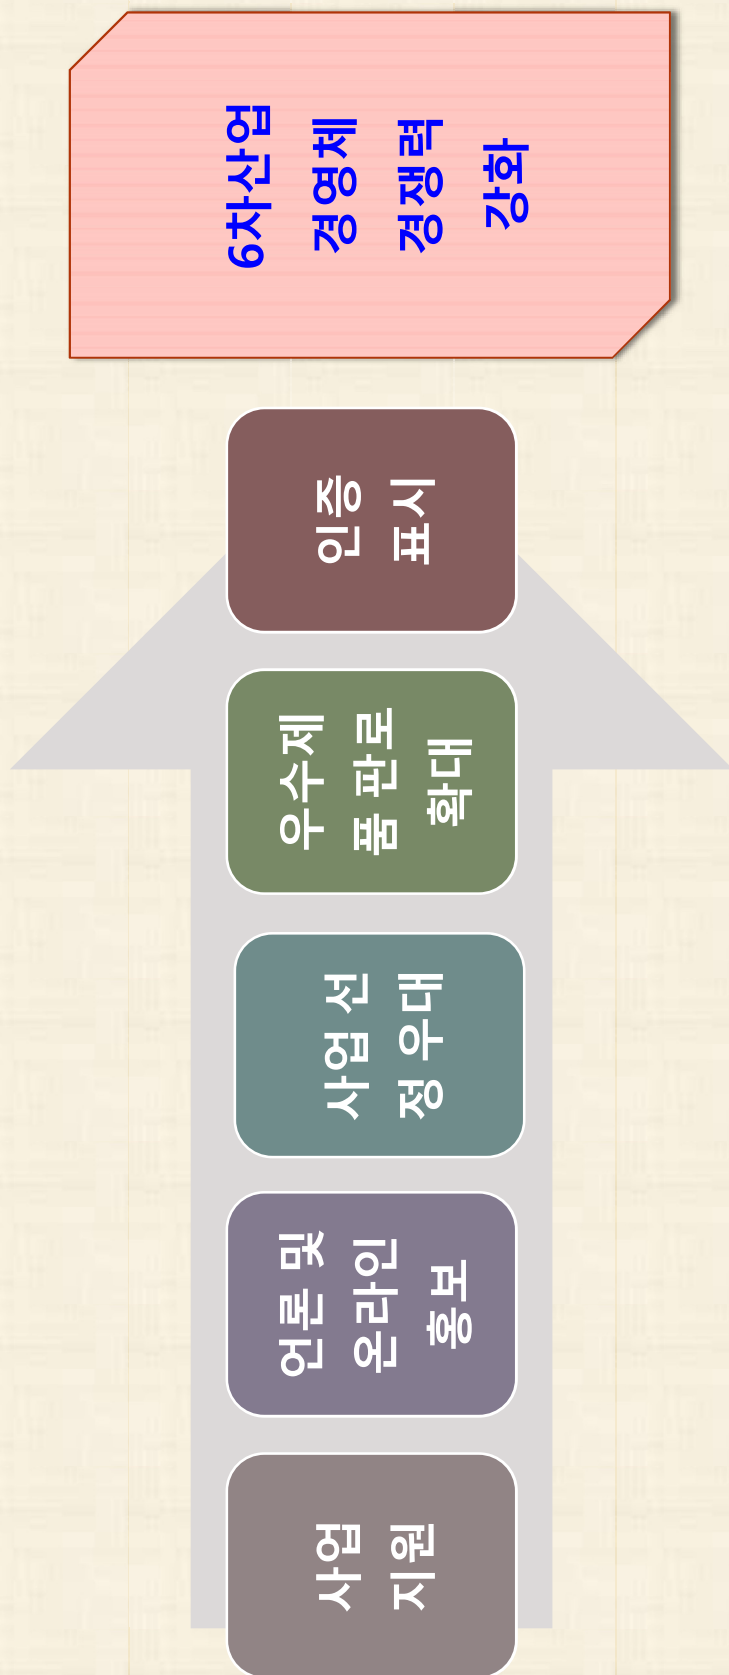 사업
지원
언론 및
온라인
홍보
사업 선
정 우대
우수제
품 판로
확대
인증
표시
6차산업
경영체
경쟁력
강화